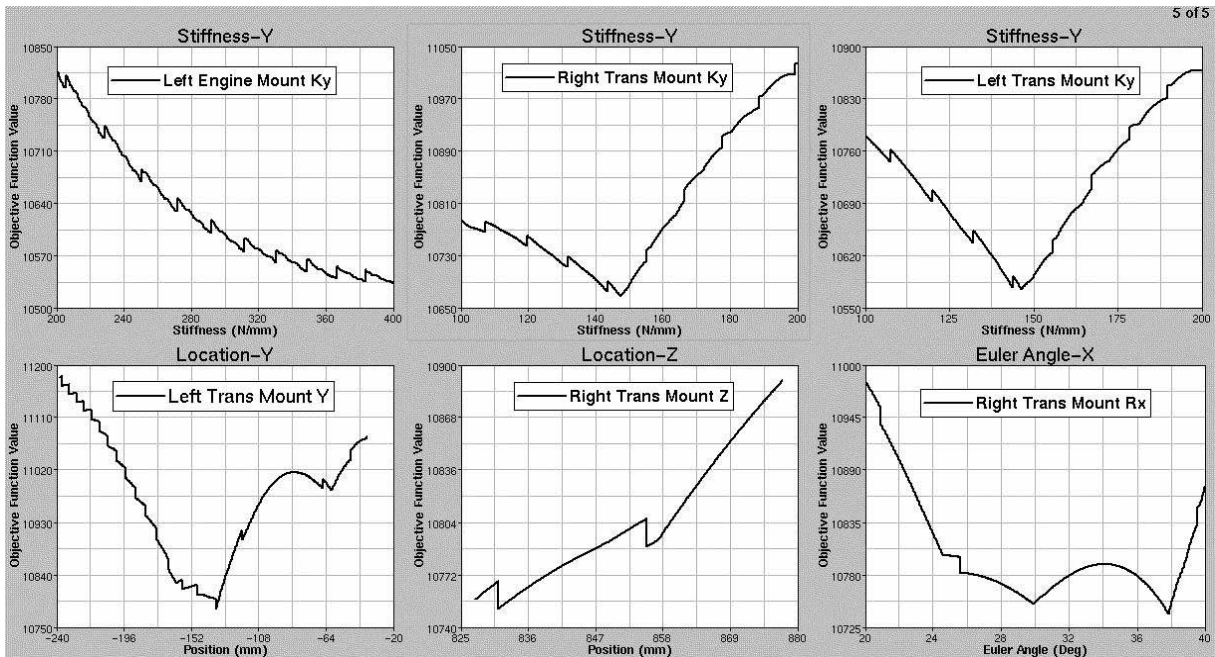 5 of 5
Stiffness-Y
Objective Function Value
10850
10780
10710
10640
10570
10500
Left Engine Mount Ky
200 240 280 320 360 400
Stiffness (N/mm)
Stiffness-Y
Objective Function Value
11050
10970
10890
10810
10730
10650
Right Trans Mount Ky
100 120 140 160 180 200
Stiffness (N/mm)
Stiffness-Y
Objective Function Value
10900
10830
10760
10690
10620
10550
Left Trans Mount Ky
100 125 150 175 200
Stiffness (N/mm)
Location-Y
Objective Function Value
11200
11110
11020
10930
10840
10750
Left Trans Mount Y
-240 -196 -152 -108 -64 -20
Position (mm)
Location-Z
Objective Function Value
10900
10868
10836
10804
10772
10740
Right Trans Mount Z
825 836 847 858 869 880
Position (mm)
Euler Angle-X
Objective Function Value
11000
10945
10890
10835
10780
10725
Right Trans Mount Rx
20 24 28 32 36 40
Euler Angle (Deg)